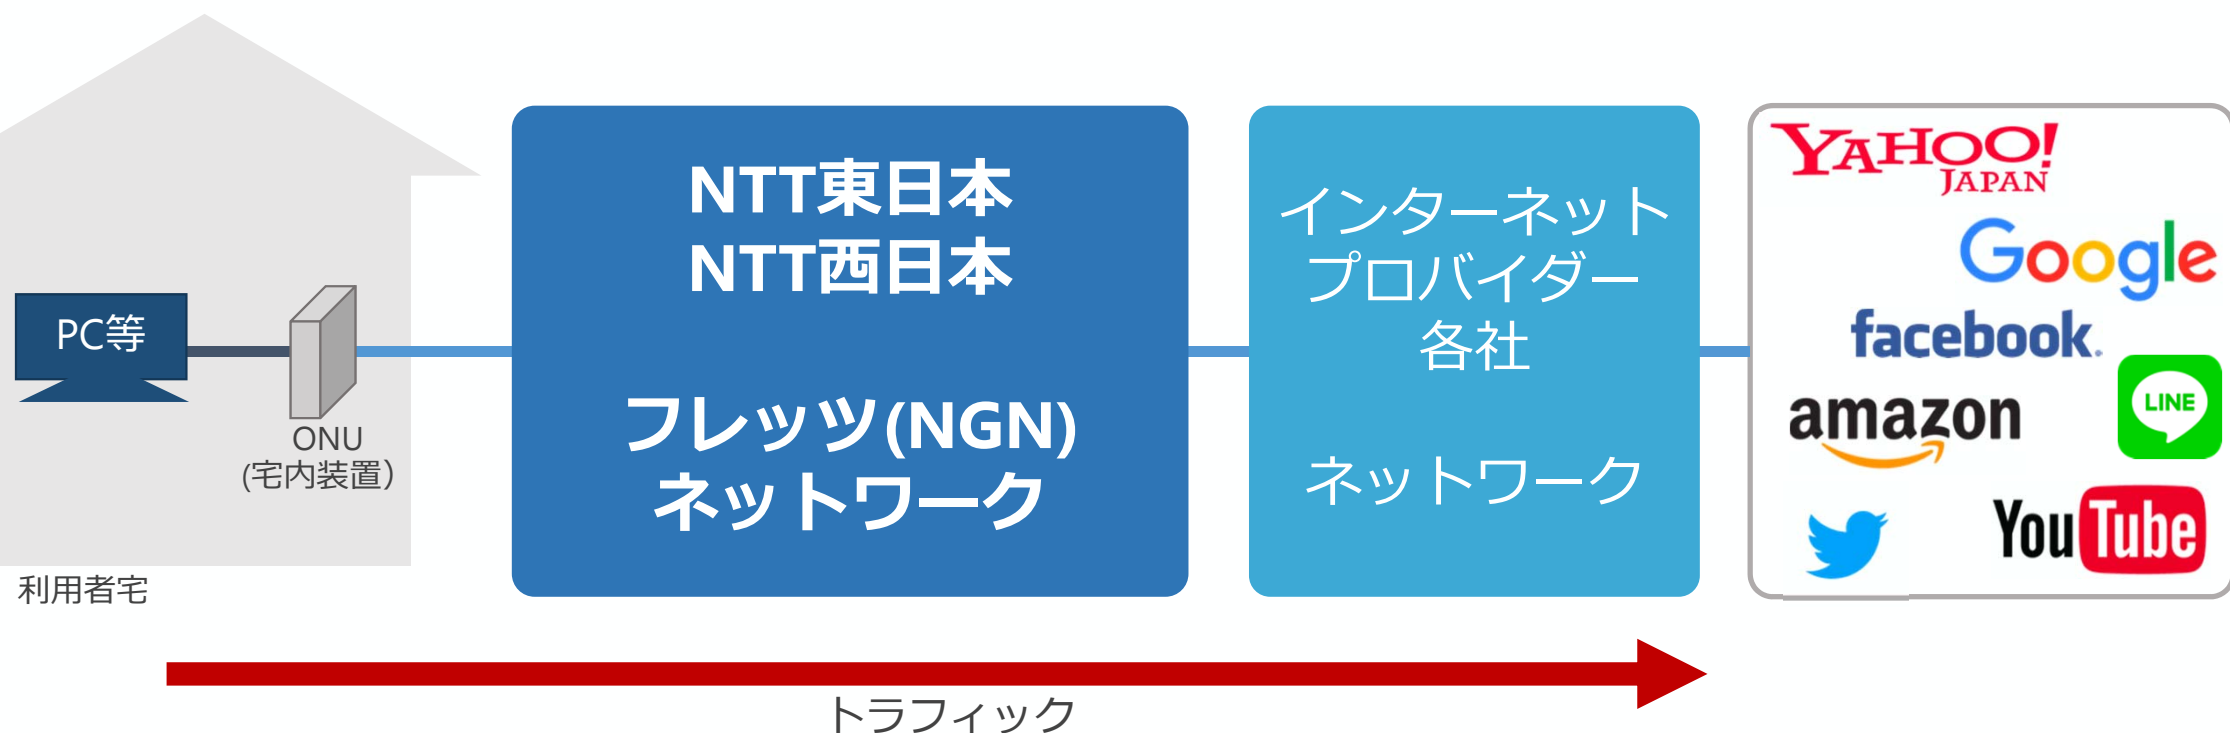 PC等
ONU
(宅内装置）
利用者宅
NTT東日本
NTT西日本
フレッツ(NGN)
ネットワーク
インターネット
プロバイダー
各社
ネットワーク
YAHOO!
JAPAN
Google
facebook.
amazon
LINE
YouTube
トラフィック